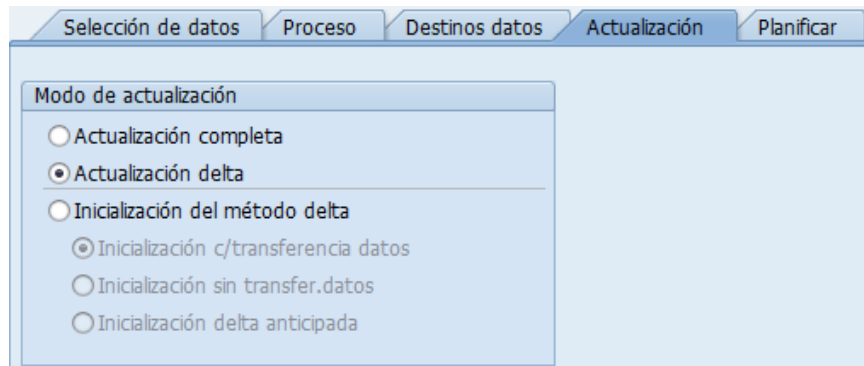 Selección de datos Proceso Destinos datos Actualización Planificar
Modo de actualización
Actualización completa
Actualización delta
Inicialización del método delta
Inicialización c/transferencia datos
Inicialización sin transfer.datos
Inicialización delta anticipada